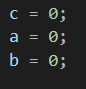 c = 0;
a = 0;
b = 0;